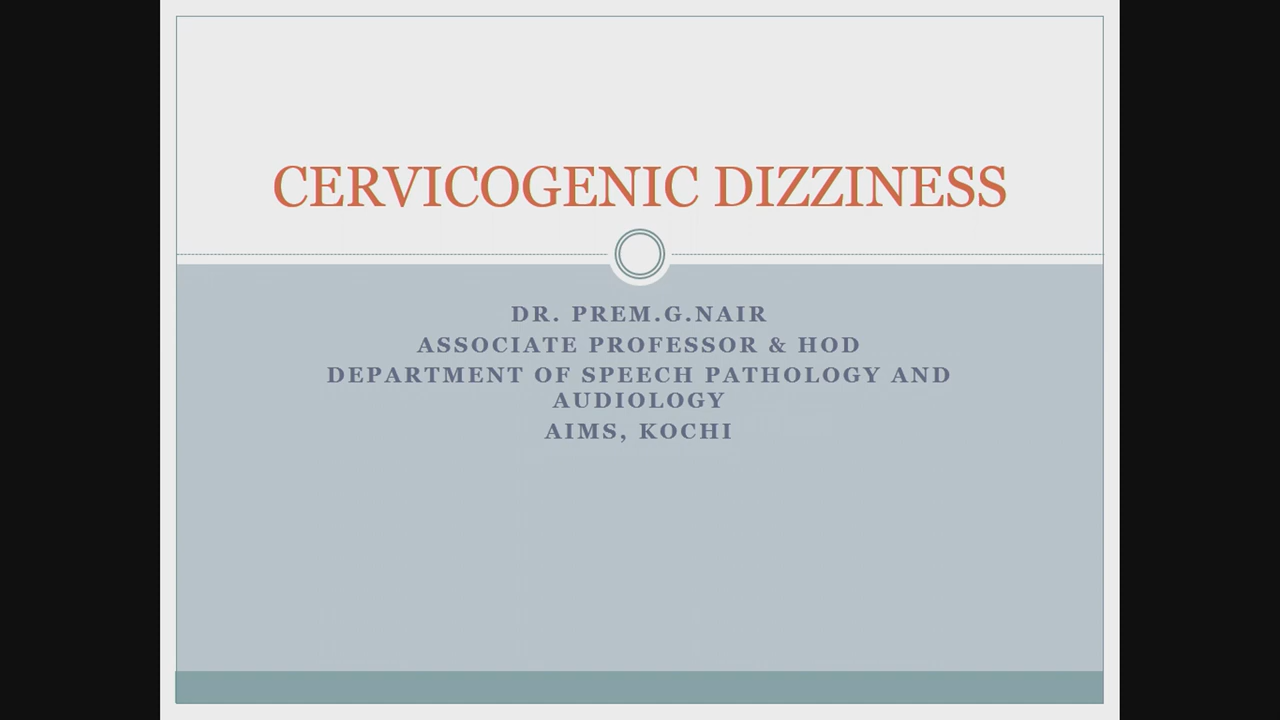 CERVICOGENIC DIZZINESS
DR. PREM.G.NAIR
ASSOCIATE PROFESSOR & HOD
DEPARTMENT OF SPEECH PATHOLOGY AND
AUDIOLOGY
AIMS, KOCHI